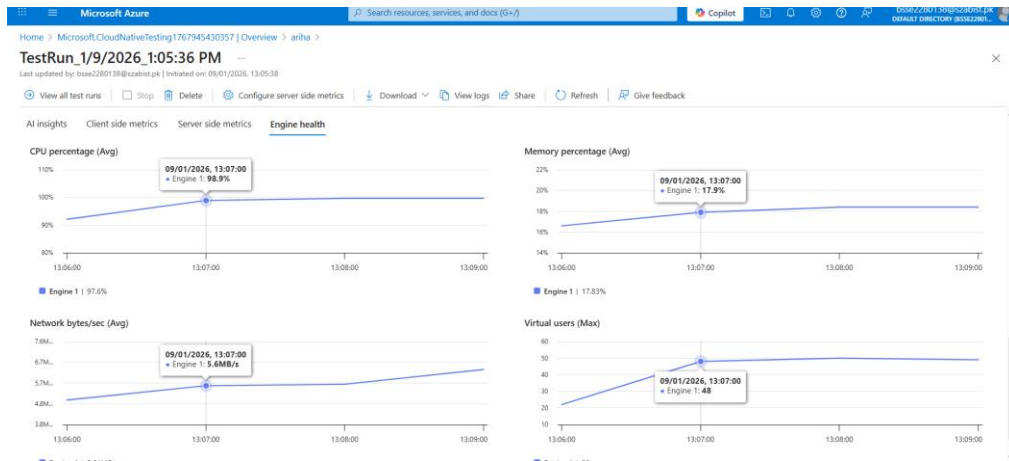 Microsoft Azure
Search resources, services, and docs (G+/)
Copilot
bsse2280138@szabist.pk
DEFAULT DIRECTORY (BSSE22801...
Home > Microsoft.CloudNativeTesting1767945430357 | Overview > ariha >
TestRun_1/9/2026_1:05:36 PM ...
Last updated by: bsse2280138@szabist.pk | Initiated on: 09/01/2026, 13:05:38
View all test runs Stop Delete Configure server side metrics Download View logs Share Refresh Give feedback
AI insights Client side metrics Server side metrics Engine health
CPU percentage (Avg)
110%
100%
90%
80%
09/01/2026, 13:07:00
Engine 1: 98.9%
13:06:00 13:07:00 13:08:00 13:09:00
Engine 1 | 97.6%
Memory percentage (Avg)
22%
20%
18%
16%
14%
09/01/2026, 13:07:00
Engine 1: 17.9%
13:06:00 13:07:00 13:08:00 13:09:00
Engine 1 | 17.83%
Network bytes/sec (Avg)
7.6M...
6.7M...
5.7M...
4.8M...
3.8M...
09/01/2026, 13:07:00
Engine 1: 5.6MB/s
13:06:00 13:07:00 13:08:00 13:09:00
Virtual users (Max)
60
50
40
30
20
10
09/01/2026, 13:07:00
Engine 1: 48
13:06:00 13:07:00 13:08:00 13:09:00